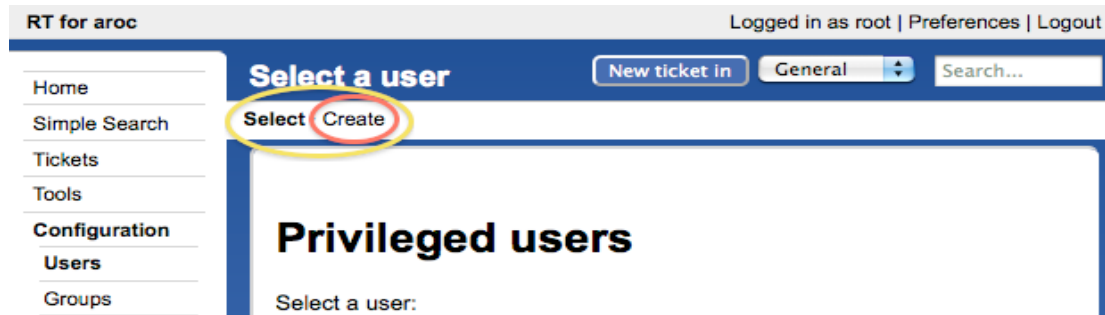 RT for aroc
Logged in as root | Preferences | Logout
Home
Simple Search
Tickets
Tools
Configuration
Users
Groups
Select a user
New ticket in
General
Search...
Select Create
Privileged users
Select a user: